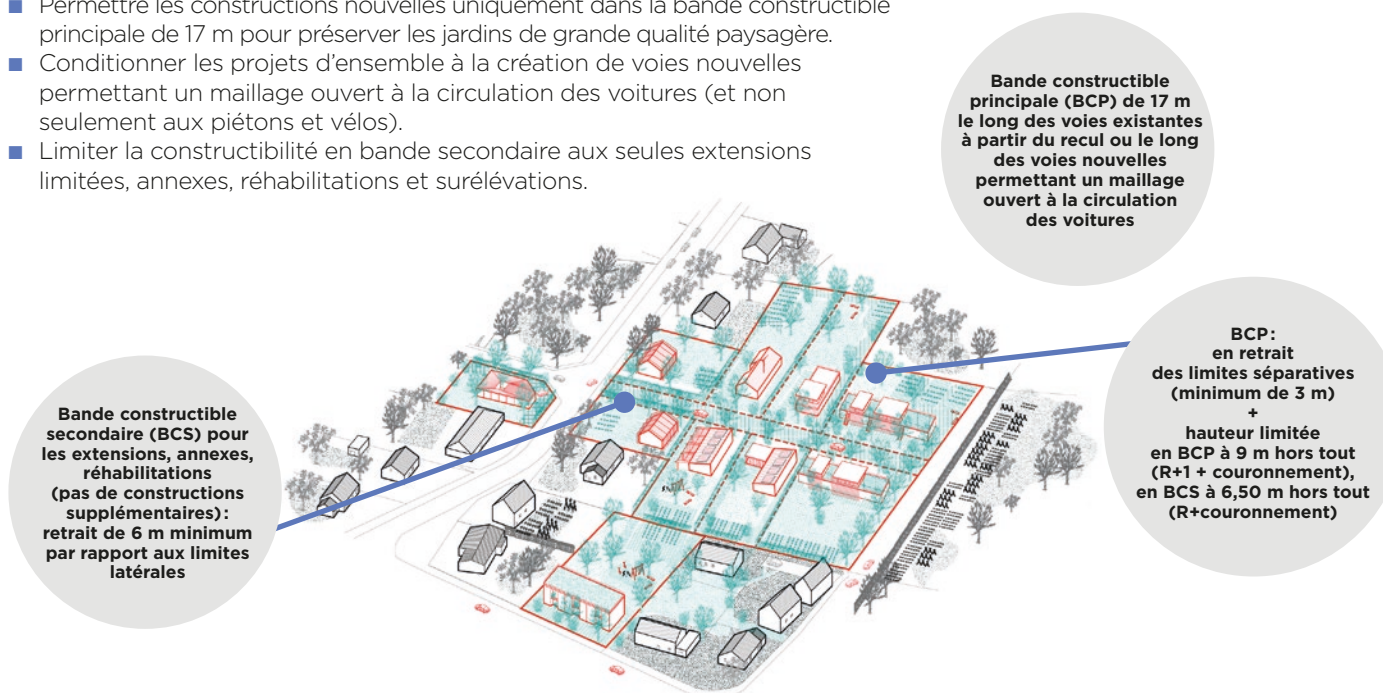 ■ Permettre les constructions nouvelles uniquement dans la bande constructible
principale de 17 m pour préserver les jardins de grande qualité paysagère.
■ Conditionner les projets d'ensemble à la création de voies nouvelles
permettant un maillage ouvert à la circulation des voitures (et non
seulement aux piétons et vélos).
■ Limiter la constructibilité en bande secondaire aux seules extensions
limitées, annexes, réhabilitations et surélévations.
Bande constructible
principale (BCP) de 17 m
le long des voies existantes
à partir du recul ou le long
des voies nouvelles
permettant un maillage
ouvert à la circulation
des voitures
BCP :
en retrait
des limites séparatives
(minimum de 3 m)
+
hauteur limitée
en BCP à 9 m hors tout
(R+1 + couronnement),
en BCS à 6,50 m hors tout
(R+couronnement)
Bande constructible
secondaire (BCS) pour
les extensions, annexes,
réhabilitations
(pas de constructions
supplémentaires) :
retrait de 6 m minimum
par rapport aux limites
latérales